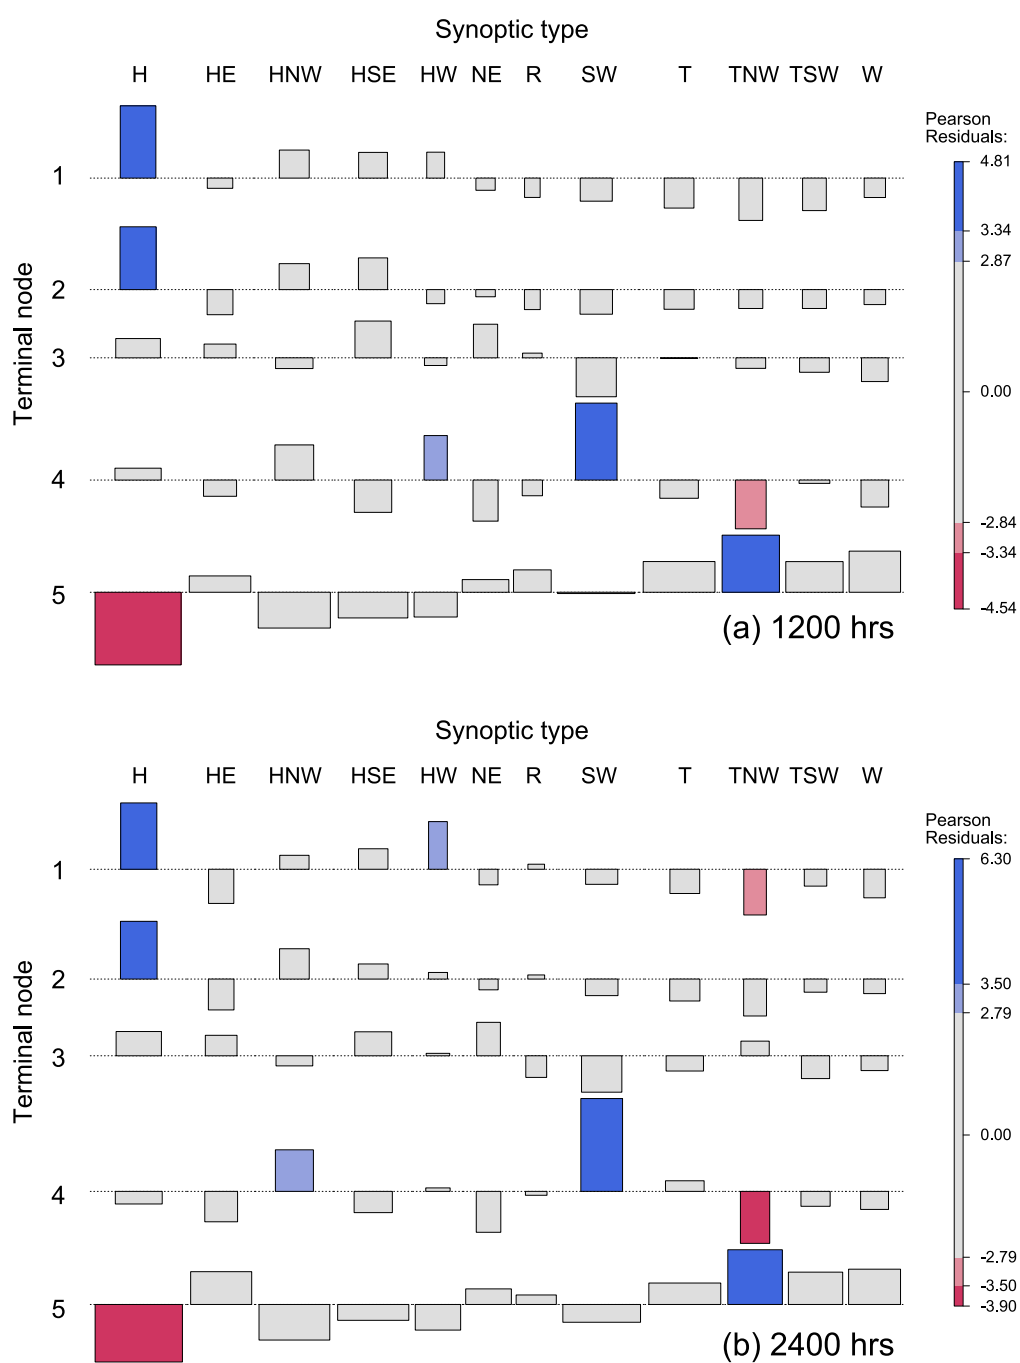 Synoptic type
H HE HNW HSE HW NE R SW T TNW TSW W
Pearson
Residuals:
4.81
3.34
2.87
0.00
-2.84
-3.34
-4.54
Terminal node
1
2
3
4
5
(a) 1200 hrs
Synoptic type
H HE HNW HSE HW NE R SW T TNW TSW W
Pearson
Residuals:
6.30
3.50
2.79
0.00
-2.79
-3.50
-3.90
Terminal node
1
2
3
4
5
(b) 2400 hrs